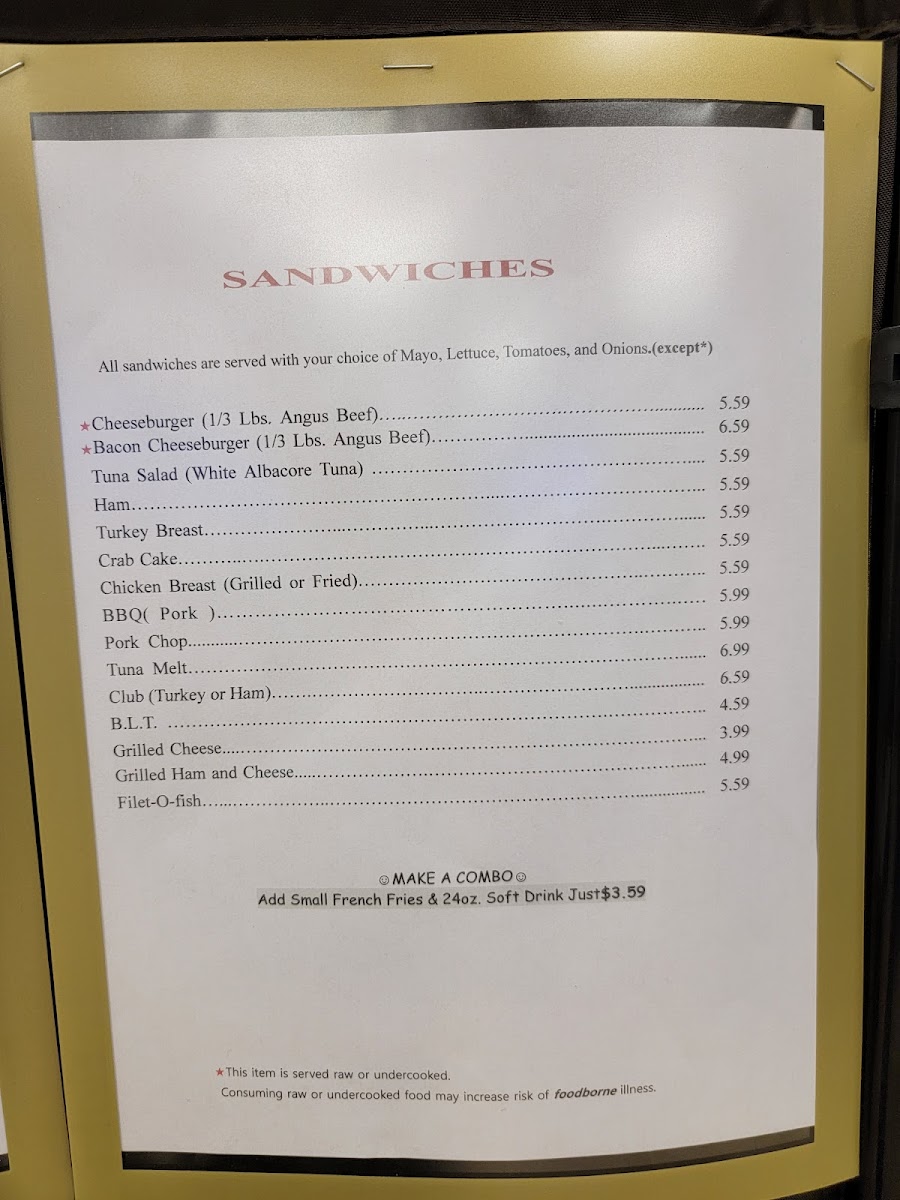 SANDWICHES
All sandwiches are served with your choice of Mayo, Lettuce, Tomatoes, and Onions.(except*)
★Cheeseburger (1/3 Lbs. Angus Beef)........ 5.59
★Bacon Cheeseburger (1/3 Lbs. Angus Beef)........ 6.59
Tuna Salad (White Albacore Tuna) ........ 5.59
Ham........ 5.59
Turkey Breast........ 5.59
Crab Cake........ 5.59
Chicken Breast (Grilled or Fried)........ 5.59
BBQ( Pork )........ 5.99
Pork Chop........ 5.99
Tuna Melt........ 6.99
Club (Turkey or Ham)........ 6.59
B.L.T. ........ 4.59
Grilled Cheese........ 3.99
Grilled Ham and Cheese........ 4.99
Filet-O-fish........ 5.59
☺MAKE A COMBO☺
Add Small French Fries & 24oz. Soft Drink Just$3.59
★This item is served raw or undercooked.
Consuming raw or undercooked food may increase risk of foodborne illness.